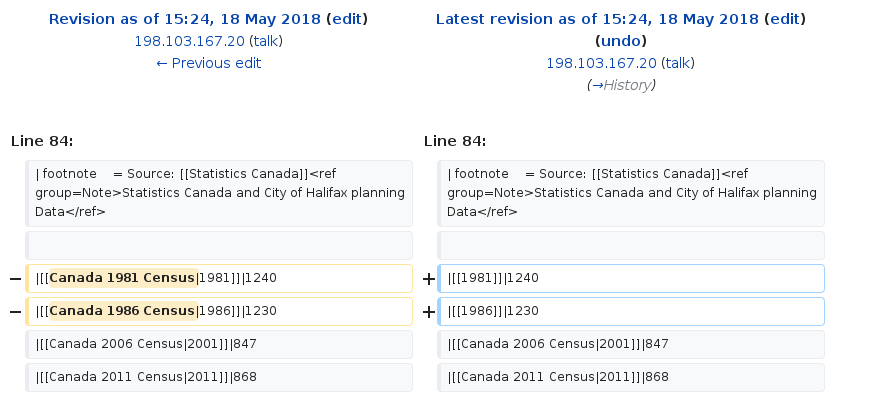 Revision as of 15:24, 18 May 2018 (edit)
198.103.167.20 (talk)
← Previous edit
Latest revision as of 15:24, 18 May 2018 (edit)
(undo)
198.103.167.20 (talk)
(→History)
Line 84:
Line 84:
| footnote    = Source: [[Statistics Canada]]<ref
group=Note>Statistics Canada and City of Halifax planning
Data</ref>
| footnote    = Source: [[Statistics Canada]]<ref
group=Note>Statistics Canada and City of Halifax planning
Data</ref>
− |[[Canada 1981 Census|1981]]|1240
+ |[[1981]]|1240
− |[[Canada 1986 Census|1986]]|1230
+ |[[1986]]|1230
|[[Canada 2006 Census|2001]]|847
|[[Canada 2006 Census|2001]]|847
|[[Canada 2011 Census|2011]]|868
|[[Canada 2011 Census|2011]]|868